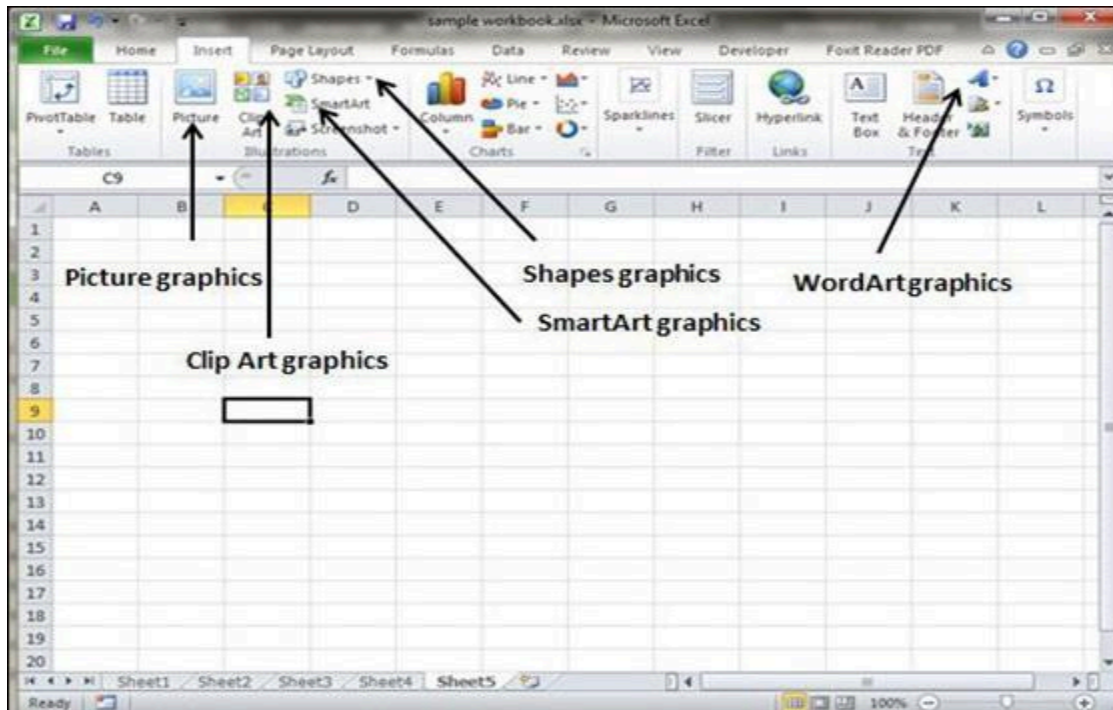 sample workbook.xlsx - Microsoft Excel
File Home Insert Page Layout Formulas Data Review View Developer Foxit Reader PDF
PivotTable Table Picture Clip Art Shapes SmartArt Screenshot Column Line Pie Bar Sparklines Slicer Hyperlink Text Box Header & Footer Symbols
Tables Illustrations Charts Filter Links Text
C9 fx
A B C D E F G H I J K L
1
2
3
4
5
6
7
8
9
10
11
12
13
14
15
16
17
18
19
20
Picture graphics
Shapes graphics
WordArt graphics
SmartArt graphics
Clip Art graphics
Sheet1 Sheet2 Sheet3 Sheet4 Sheet5
Ready 100%